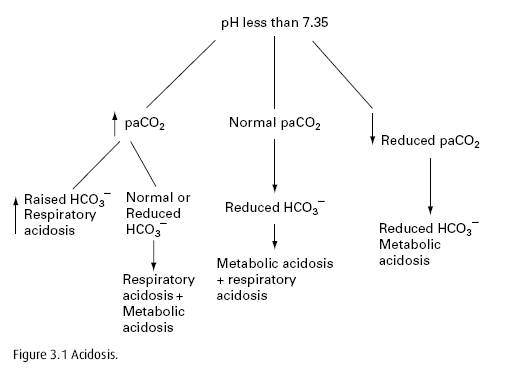 pH less than 7.35
paCO₂
Normal paCO₂
Reduced paCO₂
Raised HCO₃⁻
Respiratory
acidosis
Normal or
Reduced
HCO₃⁻
Reduced HCO₃⁻
Reduced HCO₃⁻
Metabolic
acidosis
Respiratory
acidosis +
Metabolic
acidosis
Metabolic acidosis
+ respiratory
acidosis
Figure 3.1 Acidosis.